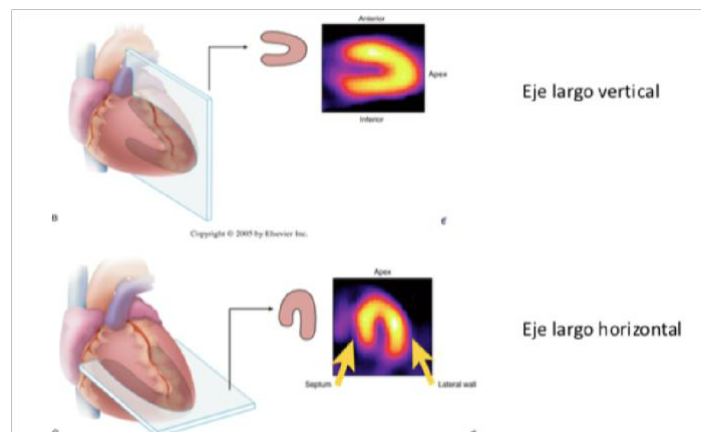 Anterior
Apex
Eje largo vertical
Inferior
B
Copyright © 2005 by Elsevier Inc.
Apex
Eje largo horizontal
Septum
Lateral wall